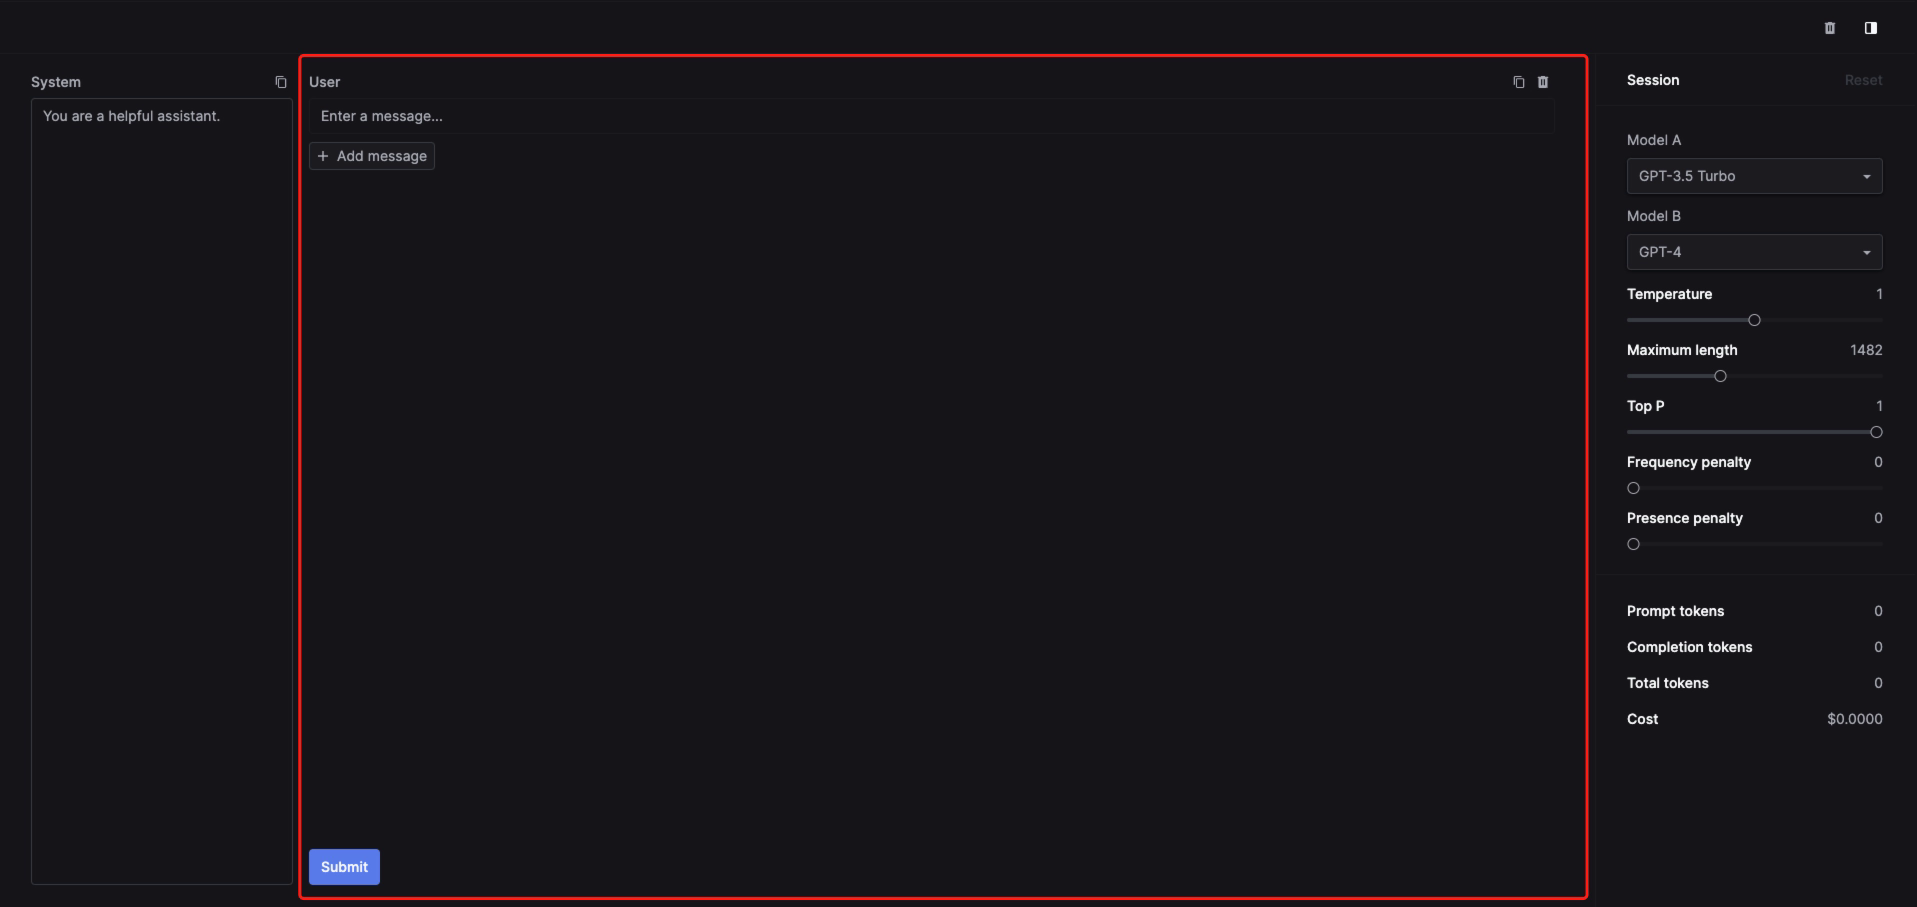 System
You are a helpful assistant.
User
Enter a message...
Add message
Submit
Session
Reset
Model A
GPT-3.5 Turbo
Model B
GPT-4
Temperature 1
Maximum length 1482
Top P 1
Frequency penalty 0
Presence penalty 0
Prompt tokens 0
Completion tokens 0
Total tokens 0
Cost $0.0000